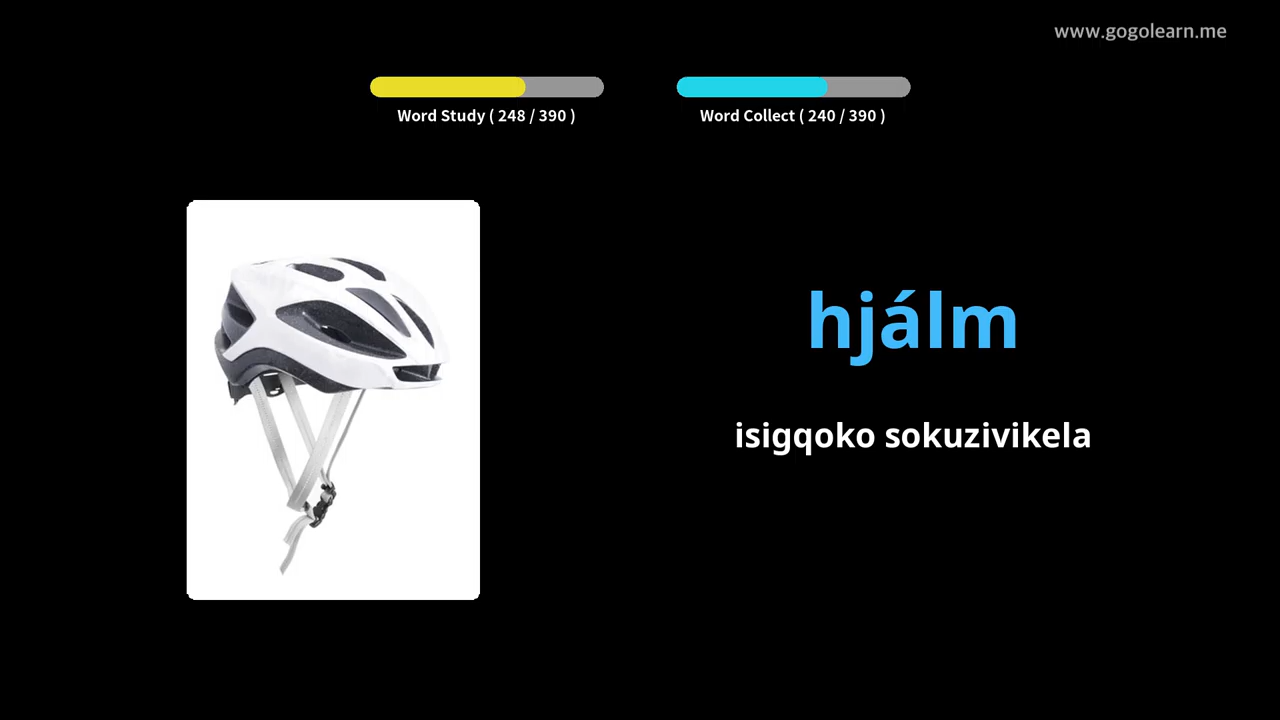 www.gogolearn.me
Word Study ( 248 / 390 )
Word Collect ( 240 / 390 )
hjálm
isigqoko sokuzivikela